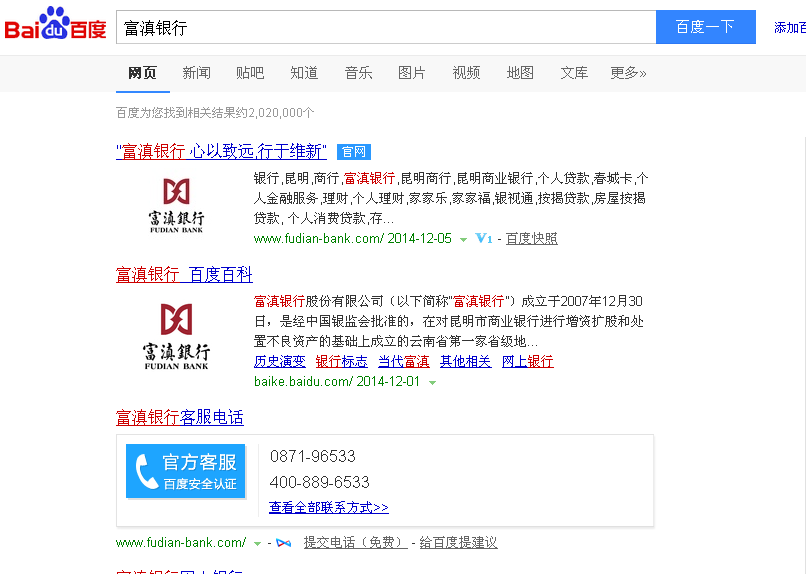 Bai du 百度
富滇银行
百度一下
添加百
网页 新闻 贴吧 知道 音乐 图片 视频 地图 文库 更多»
百度为您找到相关结果约2,020,000个
"富滇银行 心以致远,行于维新" 官网
富滇銀行
FUDIAN BANK
银行,昆明,商行,富滇银行,昆明商行,昆明商业银行,个人贷款,春城卡,个
人金融服务,理财,个人理财,家家乐,家家福,银视通,按揭贷款,房屋按揭
贷款, 个人消费贷款,存...
www.fudian-bank.com/ 2014-12-05 V1 - 百度快照
富滇银行_百度百科
富滇銀行
FUDIAN BANK
富滇银行股份有限公司（以下简称"富滇银行"）成立于2007年12月30
日，是经中国银监会批准的，在对昆明市商业银行进行增资扩股和处
置不良资产的基础上成立的云南省第一家省级地...
历史演变 银行标志 当代富滇 其他相关 网上银行
baike.baidu.com/ 2014-12-01
富滇银行客服电话
官方客服
百度安全认证
0871-96533
400-889-6533
查看全部联系方式>>
www.fudian-bank.com/ - 提交电话（免费） - 给百度提建议